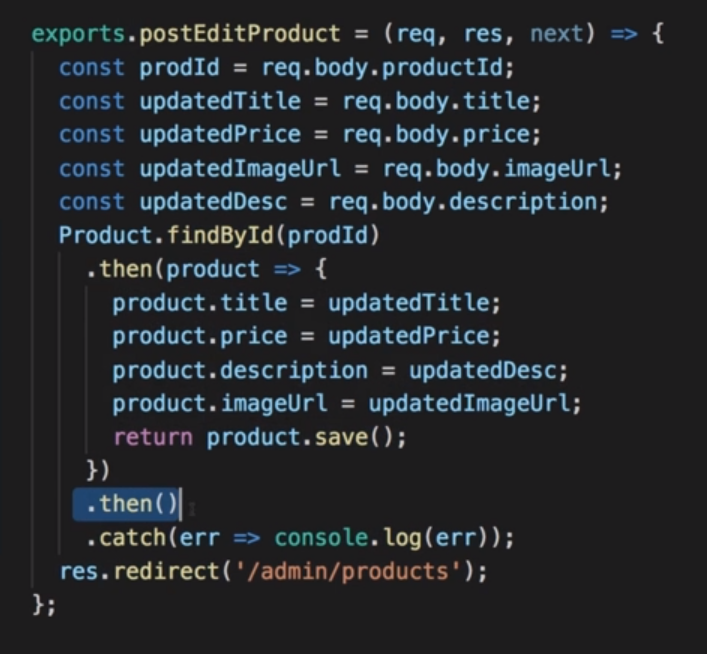 exports.postEditProduct = (req, res, next) => {
  const prodId = req.body.productId;
  const updatedTitle = req.body.title;
  const updatedPrice = req.body.price;
  const updatedImageUrl = req.body.imageUrl;
  const updatedDesc = req.body.description;
  Product.findById(prodId)
    .then(product => {
      product.title = updatedTitle;
      product.price = updatedPrice;
      product.description = updatedDesc;
      product.imageUrl = updatedImageUrl;
      return product.save();
    })
    .then()
    .catch(err => console.log(err));
  res.redirect('/admin/products');
};